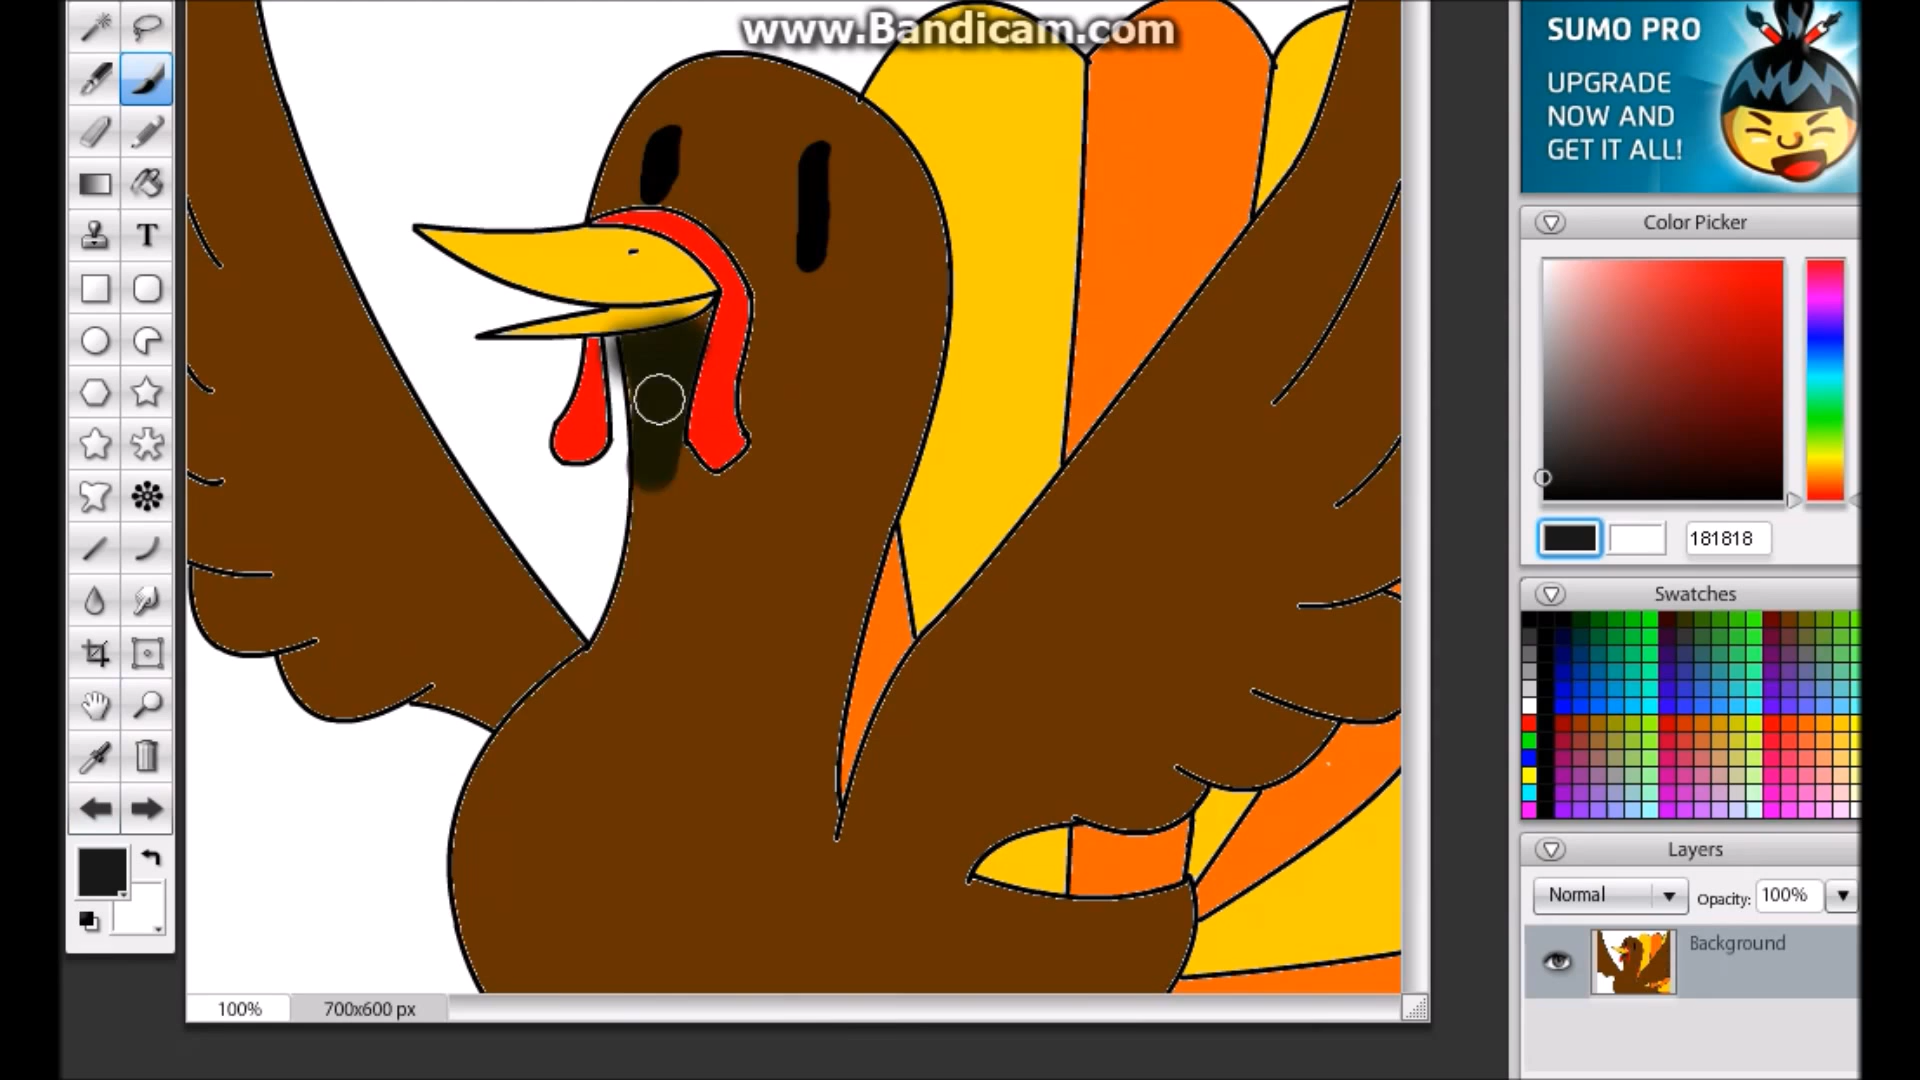 www.Bandicam.com
SUMO PRO
UPGRADE
NOW AND
GET IT ALL!
Color Picker
181818
Swatches
Layers
Normal
Opacity: 100%
Background
T
100%
700x600 px